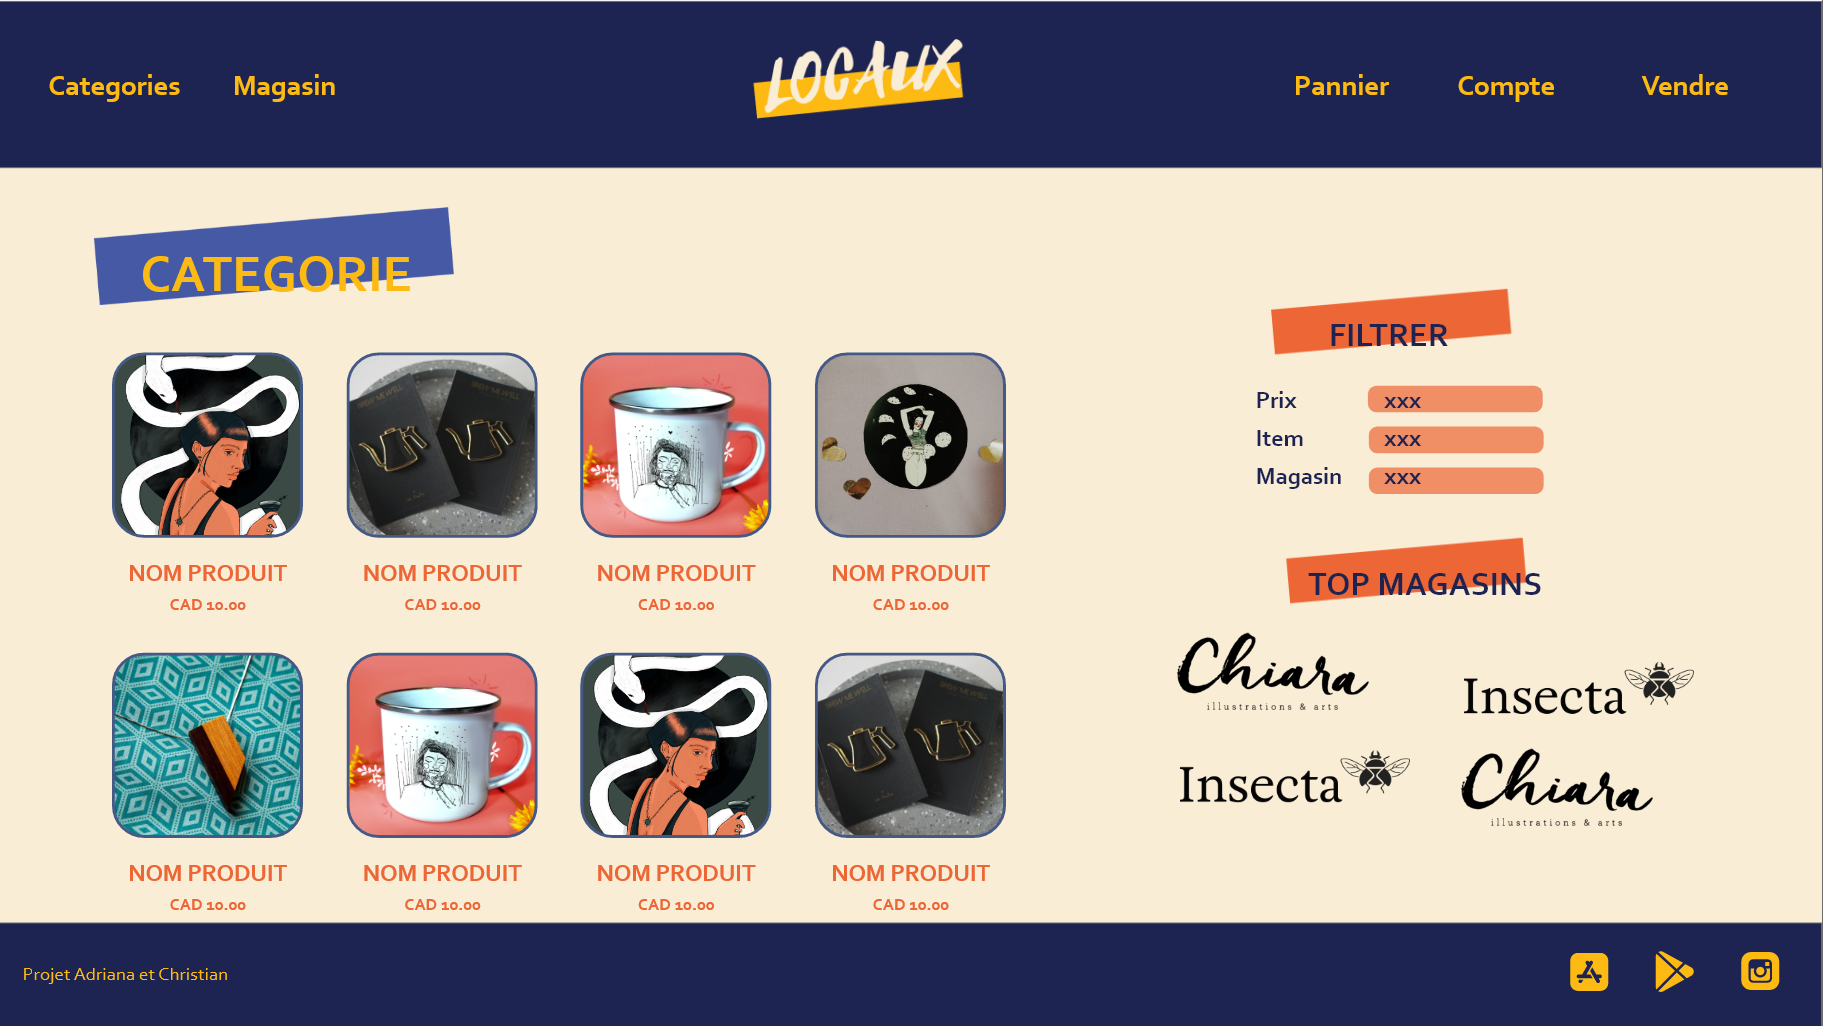 Categories Magasin LOCAUX Pannier Compte Vendre
CATEGORIE
FILTRER
Prix xxx
Item xxx
Magasin xxx
NOM PRODUIT NOM PRODUIT NOM PRODUIT NOM PRODUIT
CAD 10.00 CAD 10.00 CAD 10.00 CAD 10.00
TOP MAGASINS
Chiara
illustrations & arts
Insecta
Insecta
Chiara
illustrations & arts
NOM PRODUIT NOM PRODUIT NOM PRODUIT NOM PRODUIT
CAD 10.00 CAD 10.00 CAD 10.00 CAD 10.00
Projet Adriana et Christian